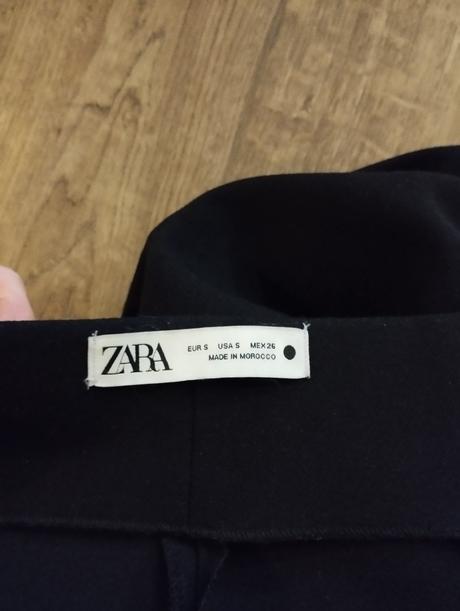 ZARA
EUR S USA S MEX 26
MADE IN MOROCCO